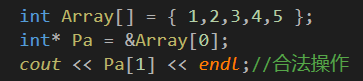 int Array[] = { 1,2,3,4,5 };
int* Pa = &Array[0];
cout << Pa[1] << endl;//合法操作